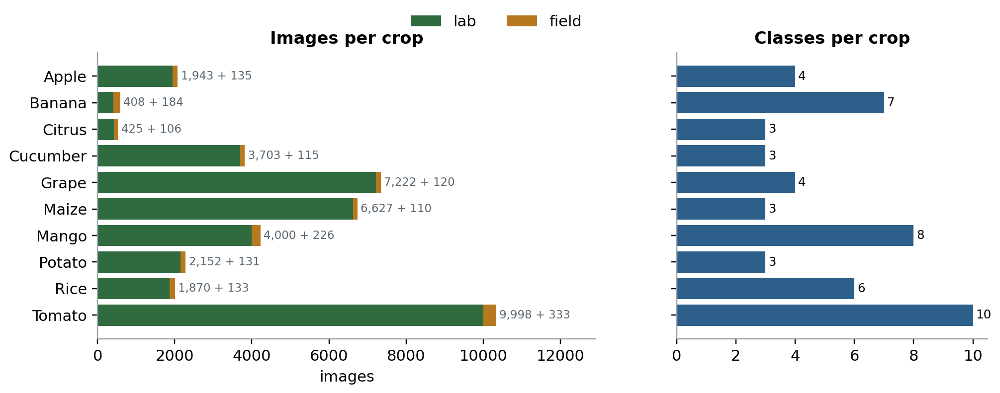 lab field
Images per crop
Classes per crop
Apple 1,943 + 135 4
Banana 408 + 184 7
Citrus 425 + 106 3
Cucumber 3,703 + 115 3
Grape 7,222 + 120 4
Maize 6,627 + 110 3
Mango 4,000 + 226 8
Potato 2,152 + 131 3
Rice 1,870 + 133 6
Tomato 9,998 + 333 10
0 2000 4000 6000 8000 10000 12000
0 2 4 6 8 10
images